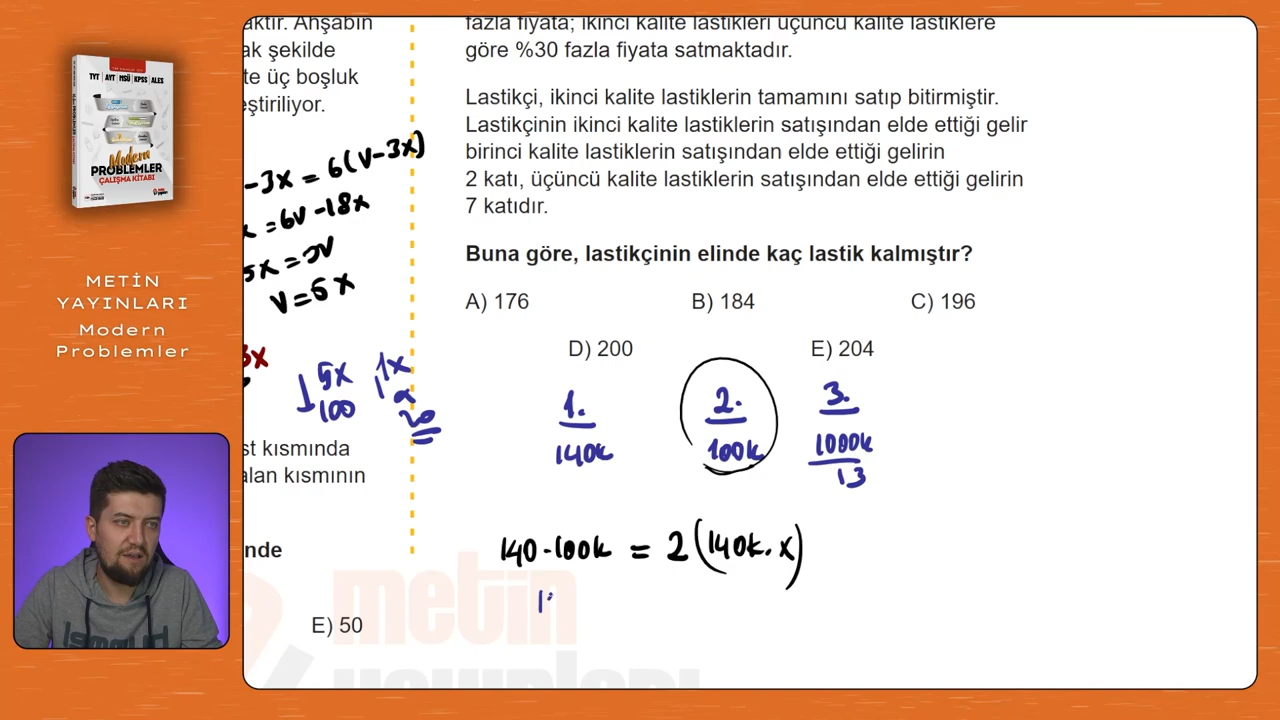 TYT | AYT | MSÜ | KPSS | ALES
Modern
PROBLEMLER
ÇALIŞMA KİTABI
METİN
YAYINLARI
Modern
Problemler
aktır. Ahşabın
ak şekilde
te üç boşluk
eştiriliyor.
-3x = 6(V-3x)
x = 6V-18x
V=5x
5x
100
1x
20
st kısmında
alan kısmının
nde
E) 50
fazla fiyata; ikinci kalite lastikleri üçüncü kalite lastiklere
göre %30 fazla fiyata satmaktadır.
Lastikçi, ikinci kalite lastiklerin tamamını satıp bitirmiştir.
Lastikçinin ikinci kalite lastiklerin satışından elde ettiği gelir
birinci kalite lastiklerin satışından elde ettiği gelirin
2 katı, üçüncü kalite lastiklerin satışından elde ettiği gelirin
7 katıdır.
Buna göre, lastikçinin elinde kaç lastik kalmıştır?
A) 176 B) 184 C) 196
D) 200 E) 204
1. 2. 3.
140k 100k 1000k
13
140·100k = 2(140k·x)
metin
yayınları